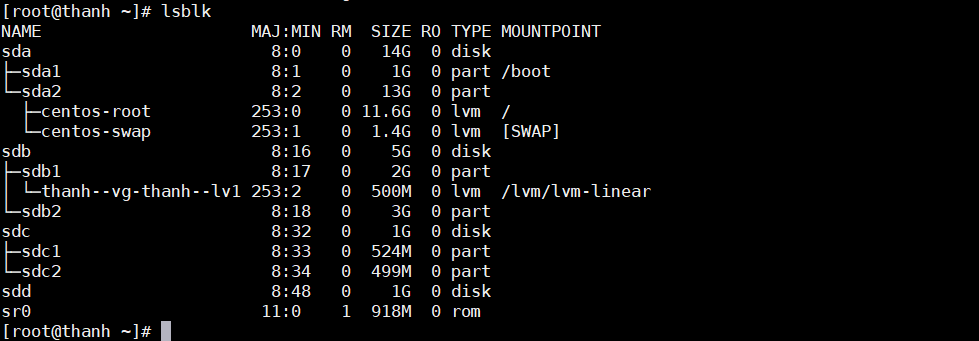 [root@thanh ~]# lsblk
NAME                    MAJ:MIN RM  SIZE RO TYPE MOUNTPOINT
sda                       8:0    0   14G  0 disk
├─sda1                    8:1    0    1G  0 part /boot
└─sda2                    8:2    0   13G  0 part
  ├─centos-root         253:0    0 11.6G  0 lvm  /
  └─centos-swap         253:1    0  1.4G  0 lvm  [SWAP]
sdb                       8:16   0    5G  0 disk
├─sdb1                    8:17   0    2G  0 part
│ └─thanh--vg-thanh--lv1 253:2    0  500M  0 lvm  /lvm/lvm-linear
└─sdb2                    8:18   0    3G  0 part
sdc                       8:32   0    1G  0 disk
├─sdc1                    8:33   0  524M  0 part
└─sdc2                    8:34   0  499M  0 part
sdd                       8:48   0    1G  0 disk
sr0                      11:0    1  918M  0 rom
[root@thanh ~]#